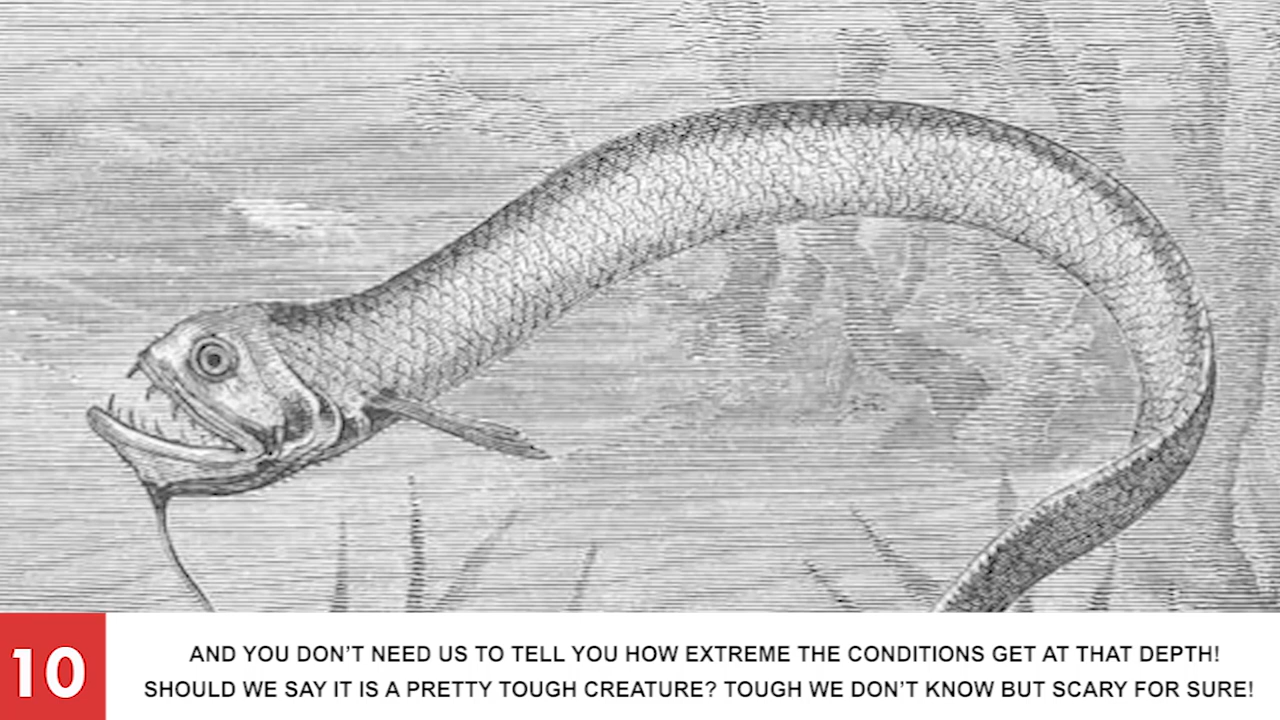 10
AND YOU DON'T NEED US TO TELL YOU HOW EXTREME THE CONDITIONS GET AT THAT DEPTH!
SHOULD WE SAY IT IS A PRETTY TOUGH CREATURE? TOUGH WE DON'T KNOW BUT SCARY FOR SURE!